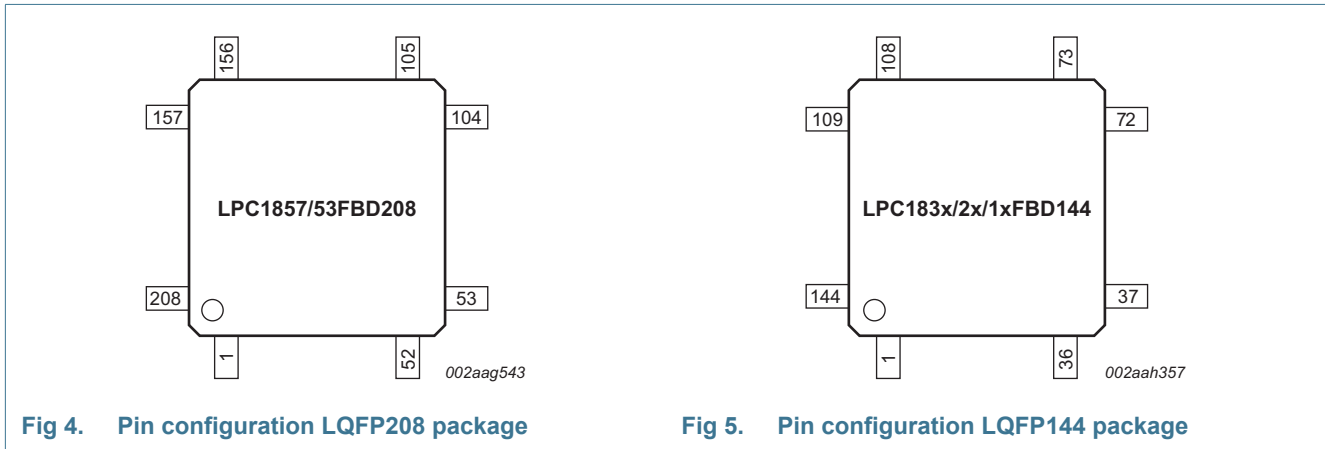 156
105
157
104
LPC1857/53FBD208
208
53
1
52
002aag543
Fig 4. Pin configuration LQFP208 package
108
73
109
72
LPC183x/2x/1xFBD144
144
37
1
36
002aah357
Fig 5. Pin configuration LQFP144 package